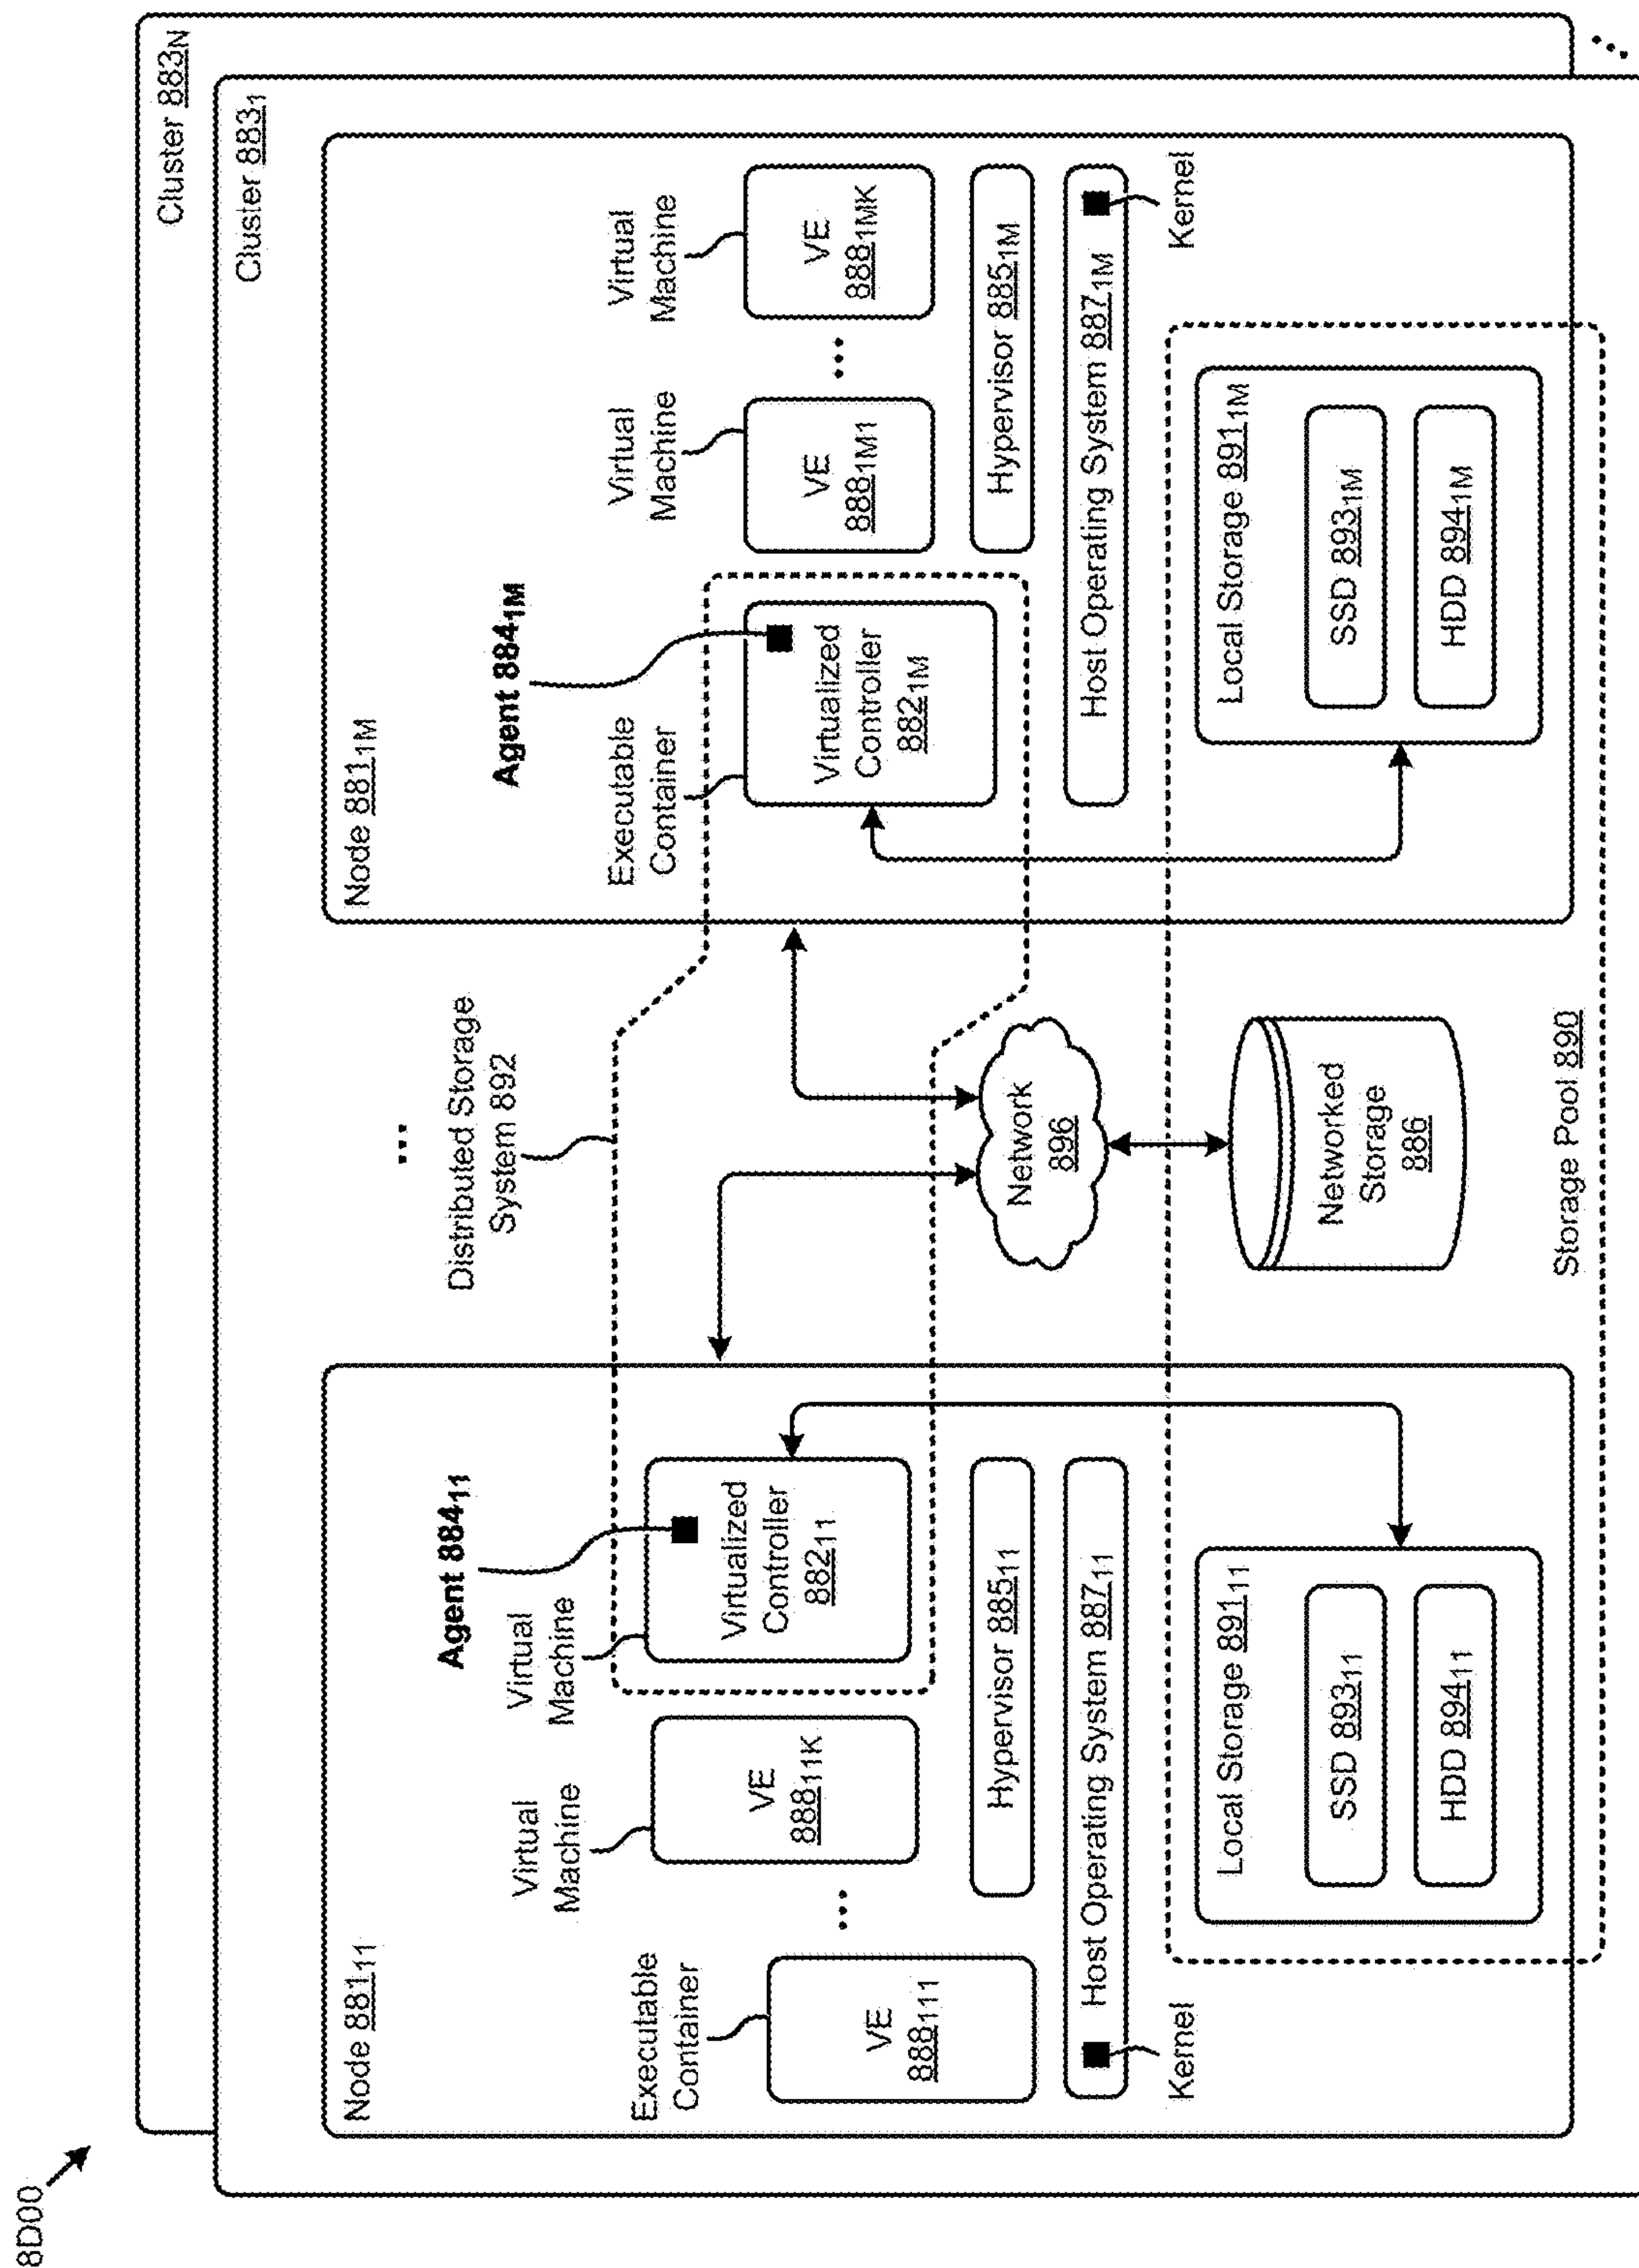 8D00
Cluster 883N
Cluster 8831
Node 88111
Agent 88411
Virtual
Machine
Virtual
Machine
Executable
Container
VE
888111
...
VE
88811K
Virtualized
Controller
88211
Hypervisor 88511
Host Operating System 88711
Kernel
Local Storage 89111
SSD 89311
HDD 89411
...
Distributed Storage
System 892
Network
896
Networked
Storage
886
Storage Pool 890
Node 8811M
Agent 8841M
Executable
Container
Virtual
Machine
Virtual
Machine
Virtualized
Controller
8821M
VE
8881M1
...
VE
8881MK
Hypervisor 8851M
Host Operating System 8871M
Kernel
Local Storage 8911M
SSD 8931M
HDD 8941M
...